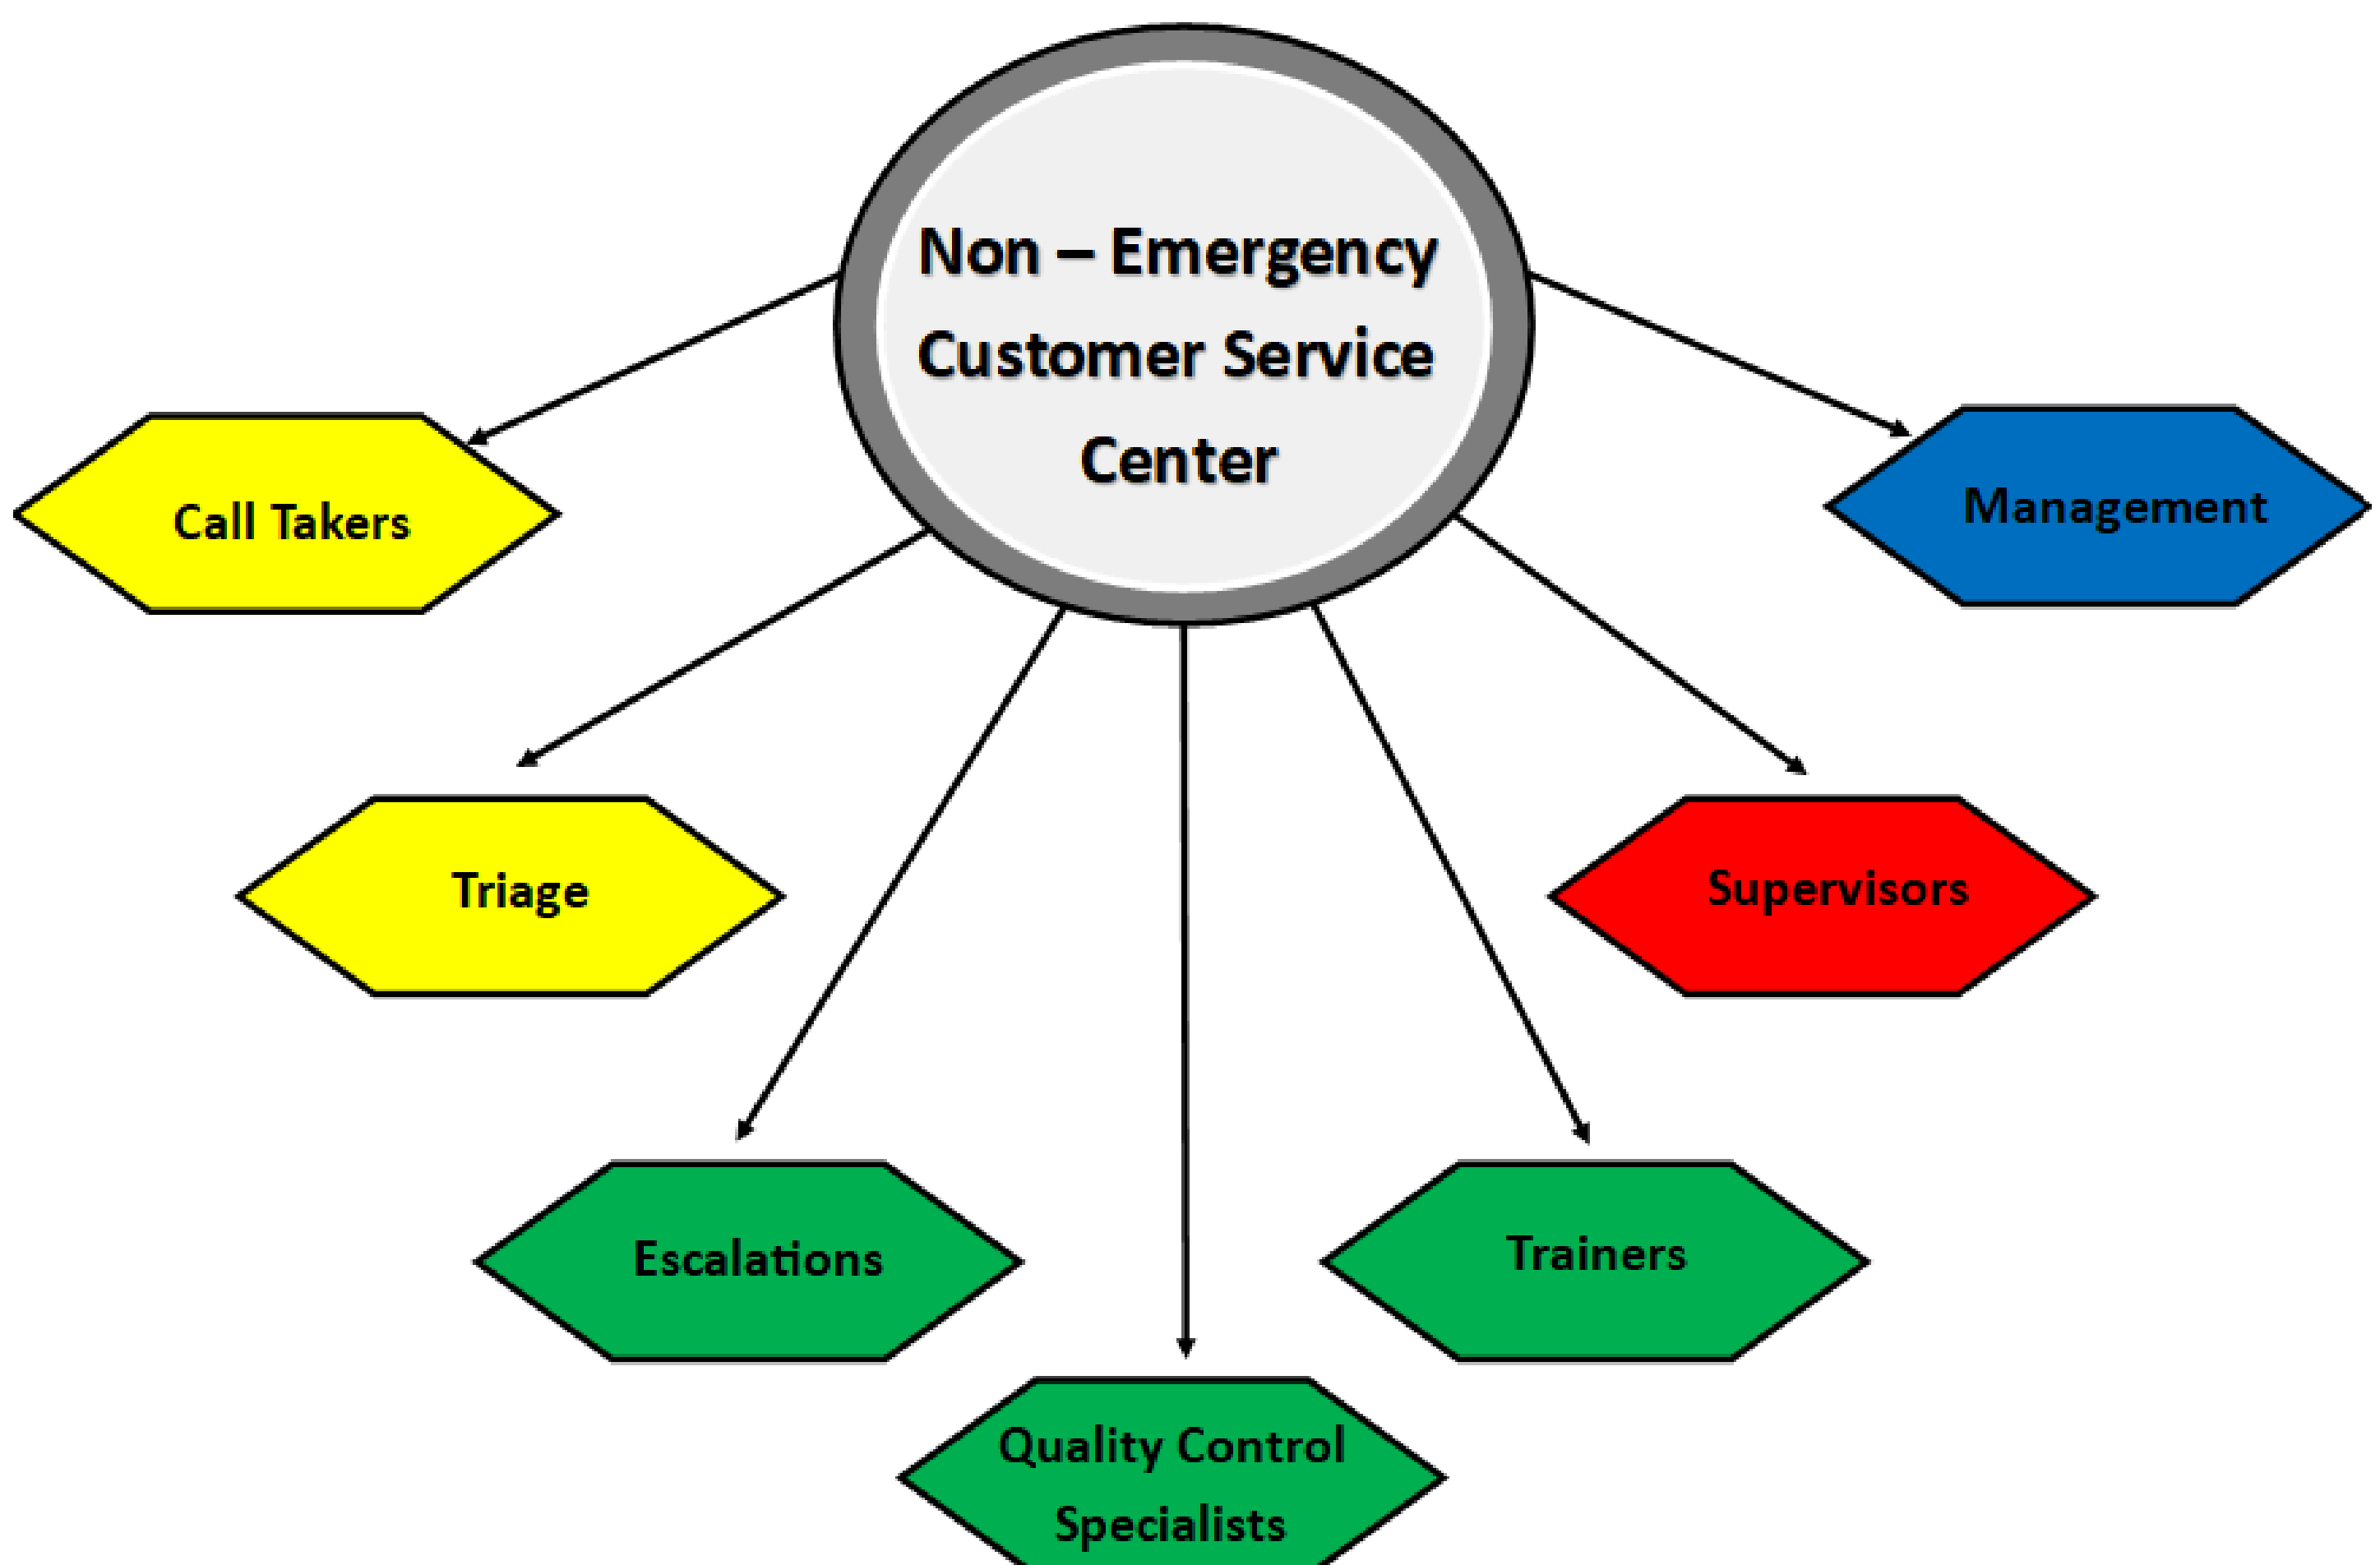 Non – Emergency
Customer Service
Center
Call Takers
Management
Triage
Supervisors
Escalations
Trainers
Quality Control
Specialists